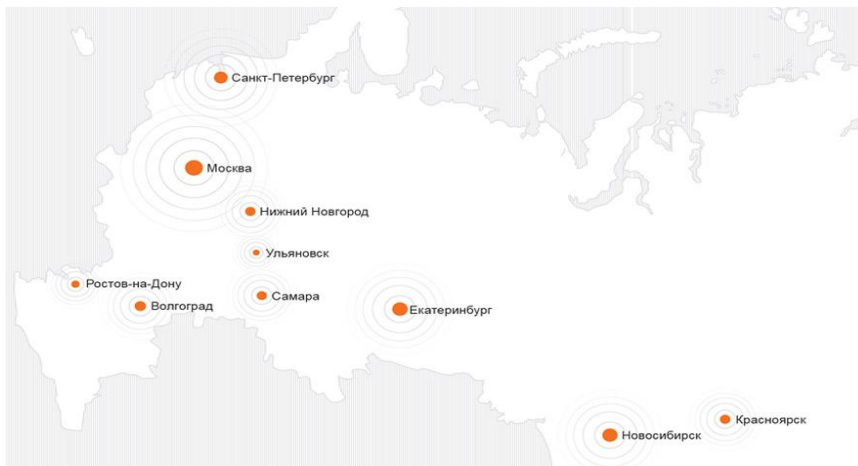 Санкт-Петербург
Москва
Нижний Новгород
Ульяновск
Ростов-на-Дону
Самара
Волгоград
Екатеринбург
Красноярск
Новосибирск